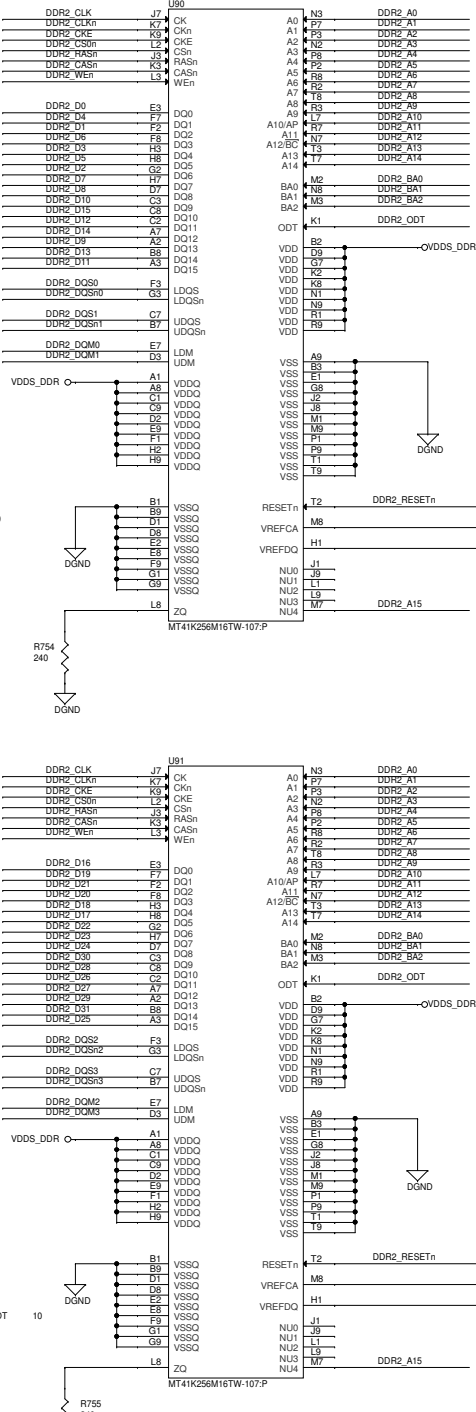 U90
DDR2_CLK J7 CK A0 N3 DDR2_A0
DDR2_CLKn K7 CKn A1 P7 DDR2_A1
DDR2_CKE K9 CKE A2 P3 DDR2_A2
DDR2_CS0n L2 CSn A3 N2 DDR2_A3
DDR2_RASn J3 RASn A4 P8 DDR2_A4
DDR2_CASn K3 CASn A5 P2 DDR2_A5
DDR2_WEn L3 WEn A6 R8 DDR2_A6
A7 R2 DDR2_A7
A8 T8 DDR2_A8
DDR2_D0 E3 DQ0 A9 R3 DDR2_A9
DDR2_D4 F7 DQ1 A10/AP L7 DDR2_A10
DDR2_D1 F2 DQ2 A11 R7 DDR2_A11
DDR2_D6 F8 DQ3 A12/BC N7 DDR2_A12
DDR2_D3 H3 DQ4 A13 T3 DDR2_A13
DDR2_D5 H8 DQ5 A14 T7 DDR2_A14
DDR2_D2 G2 DQ6
DDR2_D7 H7 DQ7 BA0 M2 DDR2_BA0
DDR2_D8 D7 DQ8 BA1 N8 DDR2_BA1
DDR2_D10 C3 DQ9 BA2 M3 DDR2_BA2
DDR2_D15 C8 DQ10
DDR2_D12 C2 DQ11 ODT K1 DDR2_ODT
DDR2_D14 A7 DQ12
DDR2_D9 A2 DQ13 VDD B2 VDDS_DDR
DDR2_D13 B8 DQ14 VDD D9
DDR2_D11 A3 DQ15 VDD G7
VDD K2
DDR2_DQS0 F3 LDQS VDD K8
DDR2_DQSn0 G3 LDQSn VDD N1
VDD N9
DDR2_DQS1 C7 UDQS VDD R1
DDR2_DQSn1 B7 UDQSn VDD R9
DDR2_DQM0 E7 LDM
DDR2_DQM1 D3 UDM VSS A9
VSS B3
VDDS_DDR A1 VDDQ VSS E1
A8 VDDQ VSS G8
C1 VDDQ VSS J2
C9 VDDQ VSS J8
D2 VDDQ VSS M1
E9 VDDQ VSS M9
F1 VDDQ VSS P1
H2 VDDQ VSS P9 DGND
H9 VDDQ VSS T1
VSS T9
B1 VSSQ RESETn T2 DDR2_RESETn
B9 VSSQ
D1 VSSQ VREFCA M8
D8 VSSQ
E2 VSSQ VREFDQ H1
E8 VSSQ
DGND F9 VSSQ NU0 J1
G1 VSSQ NU1 J9
G9 VSSQ NU2 L1
NU3 L9
L8 ZQ NU4 M7 DDR2_A15
MT41K256M16TW-107:P
R754
240
DGND
U91
DDR2_CLK J7 CK A0 N3 DDR2_A0
DDR2_CLKn K7 CKn A1 P7 DDR2_A1
DDR2_CKE K9 CKE A2 P3 DDR2_A2
DDR2_CS0n L2 CSn A3 N2 DDR2_A3
DDR2_RASn J3 RASn A4 P8 DDR2_A4
DDR2_CASn K3 CASn A5 P2 DDR2_A5
DDR2_WEn L3 WEn A6 R8 DDR2_A6
A7 R2 DDR2_A7
A8 T8 DDR2_A8
DDR2_D16 E3 DQ0 A9 R3 DDR2_A9
DDR2_D19 F7 DQ1 A10/AP L7 DDR2_A10
DDR2_D21 F2 DQ2 A11 R7 DDR2_A11
DDR2_D20 F8 DQ3 A12/BC N7 DDR2_A12
DDR2_D18 H3 DQ4 A13 T3 DDR2_A13
DDR2_D17 H8 DQ5 A14 T7 DDR2_A14
DDR2_D22 G2 DQ6
DDR2_D23 H7 DQ7 BA0 M2 DDR2_BA0
DDR2_D24 D7 DQ8 BA1 N8 DDR2_BA1
DDR2_D30 C3 DQ9 BA2 M3 DDR2_BA2
DDR2_D28 C8 DQ10
DDR2_D26 C2 DQ11 ODT K1 DDR2_ODT
DDR2_D27 A7 DQ12
DDR2_D29 A2 DQ13 VDD B2 VDDS_DDR
DDR2_D31 B8 DQ14 VDD D9
DDR2_D25 A3 DQ15 VDD G7
VDD K2
DDR2_DQS2 F3 LDQS VDD K8
DDR2_DQSn2 G3 LDQSn VDD N1
VDD N9
DDR2_DQS3 C7 UDQS VDD R1
DDR2_DQSn3 B7 UDQSn VDD R9
DDR2_DQM2 E7 LDM
DDR2_DQM3 D3 UDM VSS A9
VSS B3
VDDS_DDR A1 VDDQ VSS E1
A8 VDDQ VSS G8
C1 VDDQ VSS J2
C9 VDDQ VSS J8
D2 VDDQ VSS M1
E9 VDDQ VSS M9
F1 VDDQ VSS P1
H2 VDDQ VSS P9 DGND
H9 VDDQ VSS T1
VSS T9
B1 VSSQ RESETn T2 DDR2_RESETn
B9 VSSQ
D1 VSSQ VREFCA M8
DGND D8 VSSQ
E2 VSSQ VREFDQ H1
OT 10 E8 VSSQ
F9 VSSQ NU0 J1
G1 VSSQ NU1 J9
G9 VSSQ NU2 L1
NU3 L9
L8 ZQ NU4 M7 DDR2_A15
MT41K256M16TW-107:P
R755